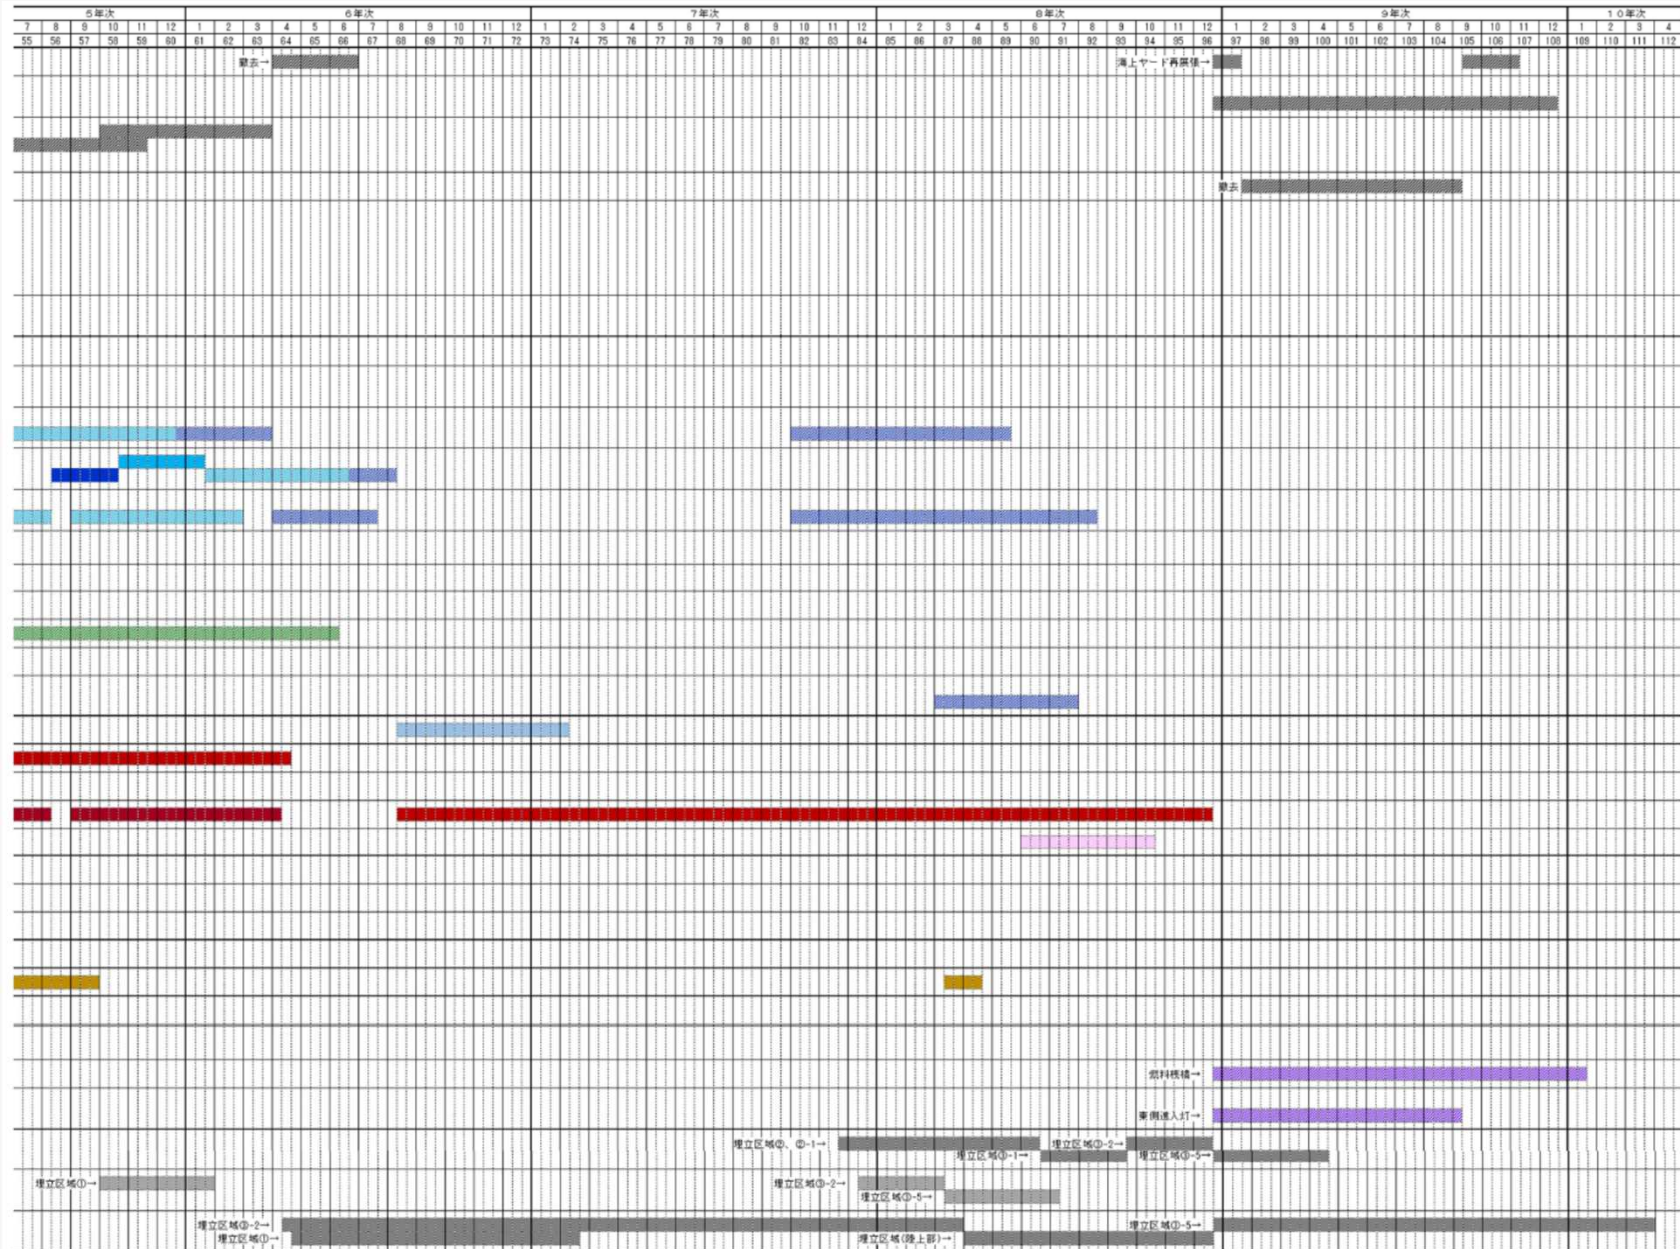 5年次 6年次 7年次 8年次 9年次 10年次
7 8 9 10 11 12 1 2 3 4 5 6 7 8 9 10 11 12 1 2 3 4 5 6 7 8 9 10 11 12 1 2 3 4 5 6 7 8 9 10 11 12 1 2 3 4 5 6 7 8 9 10 11 12 1 2 3 4
55 56 57 58 59 60 61 62 63 64 65 66 67 68 69 70 71 72 73 74 75 76 77 78 79 80 81 82 83 84 85 86 87 88 89 90 91 92 93 94 95 96 97 98 99 100 101 102 103 104 105 106 107 108 109 110 111 112
撤去→ 海上ヤード再展張→
撤去
燃料桟橋→
東側進入灯→
埋立区域②、②-1→ 埋立区域③-2→
埋立区域③-1→ 埋立区域③-5→
埋立区域①→ 埋立区域③-2→
埋立区域③-5→
埋立区域③-2→ 埋立区域③-5→
埋立区域①→ 埋立区域(陸上部)→